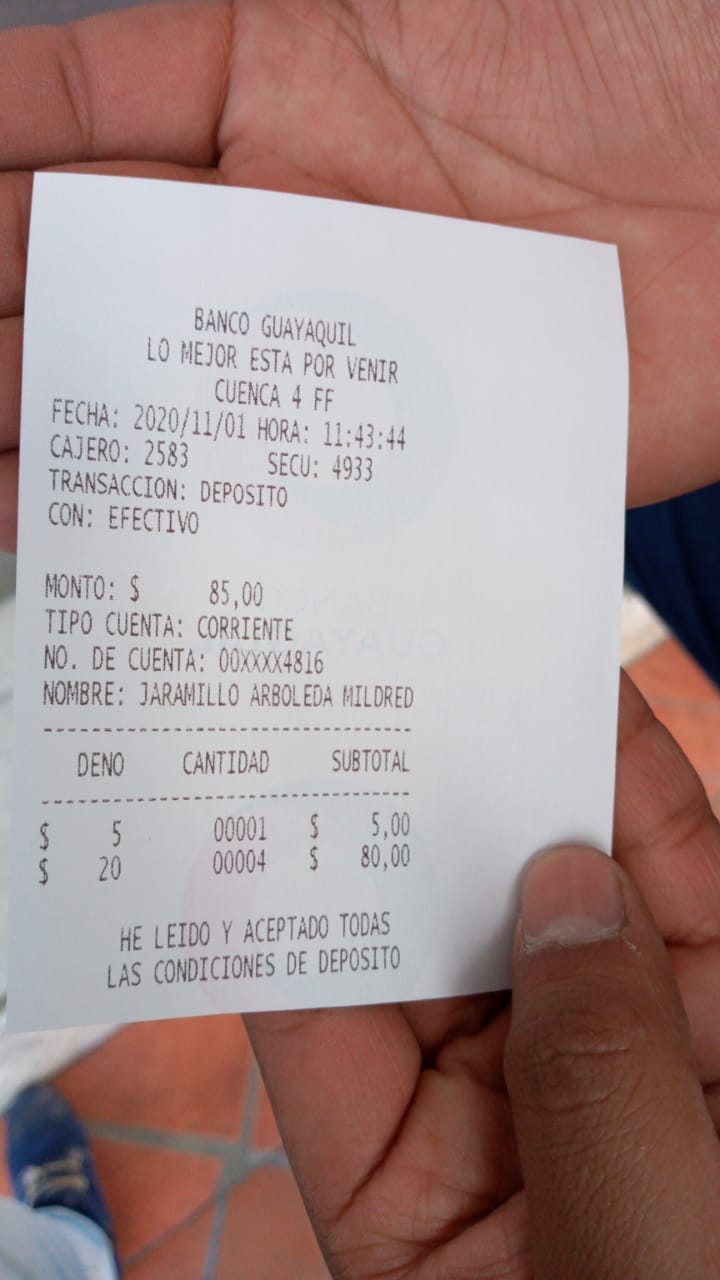 BANCO GUAYAQUIL
LO MEJOR ESTA POR VENIR
CUENCA 4 FF
FECHA: 2020/11/01 HORA: 11:43:44
CAJERO: 2583 SECU: 4933
TRANSACCION: DEPOSITO
CON: EFECTIVO
MONTO: $ 85,00
TIPO CUENTA: CORRIENTE
NO. DE CUENTA: 00XXXX4816
NOMBRE: JARAMILLO ARBOLEDA MILDRED
DENO CANTIDAD SUBTOTAL
$ 5 00001 $ 5,00
$ 20 00004 $ 80,00
HE LEIDO Y ACEPTADO TODAS
LAS CONDICIONES DE DEPOSITO